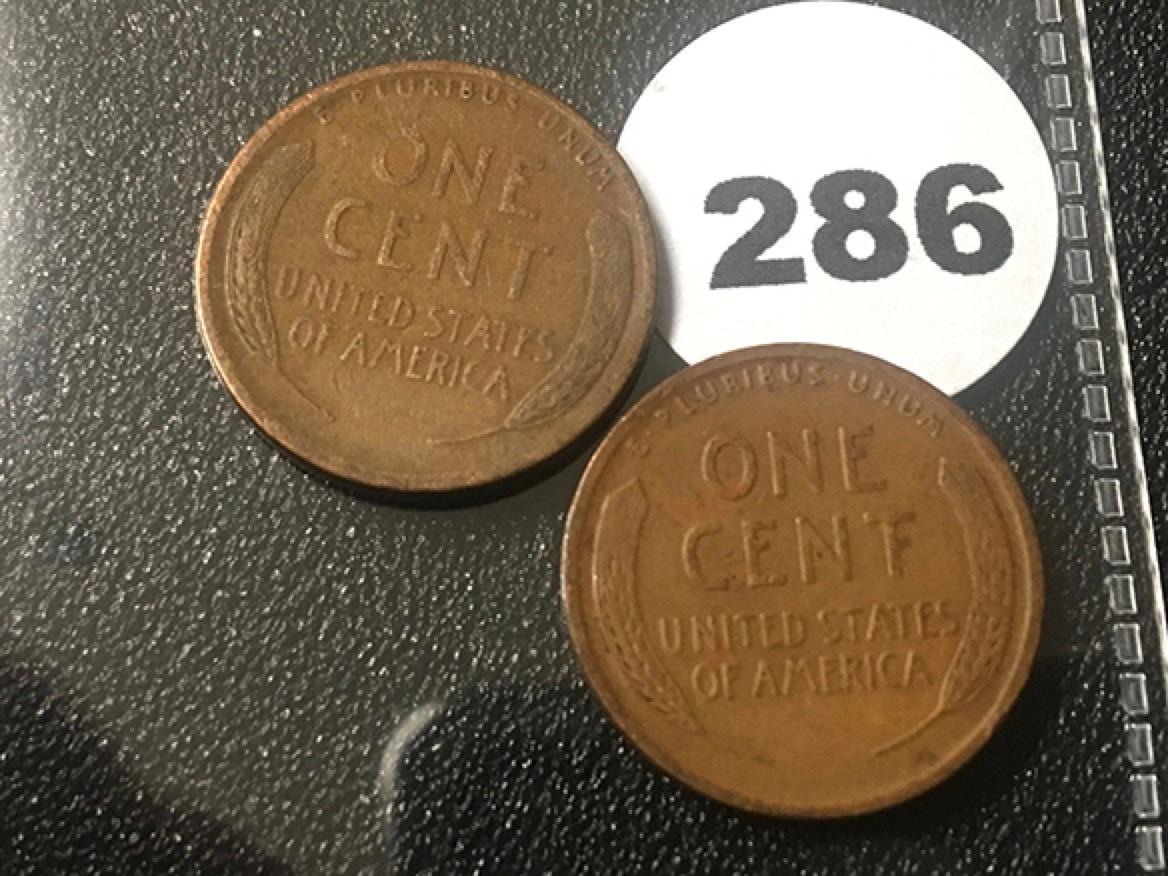 E PLURIBUS UNUM
ONE
CENT
UNITED STATES
OF AMERICA
286
E·PLURIBUS·UNUM
ONE
CENT
UNITED STATES
OF AMERICA